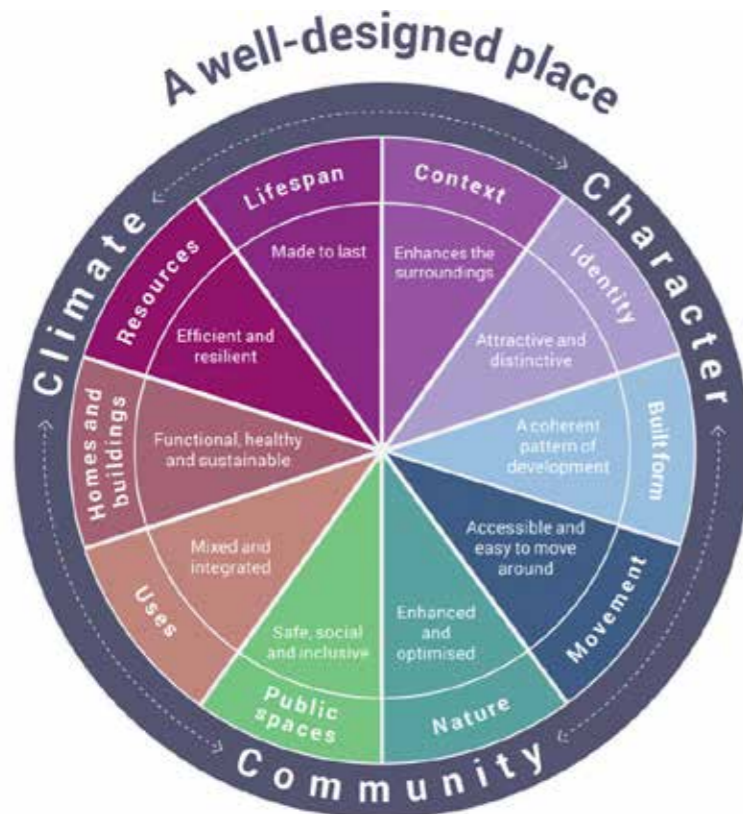 A well-designed place
Climate
Character
Community
Context
Enhances the
surroundings
Identity
Attractive and
distinctive
Built form
A coherent
pattern of
development
Movement
Accessible and
easy to move
around
Nature
Enhanced
and
optimised
Public
spaces
Safe, social
and inclusive
Uses
Mixed and
integrated
Homes and
buildings
Functional, healthy
and sustainable
Resources
Efficient and
resilient
Lifespan
Made to last